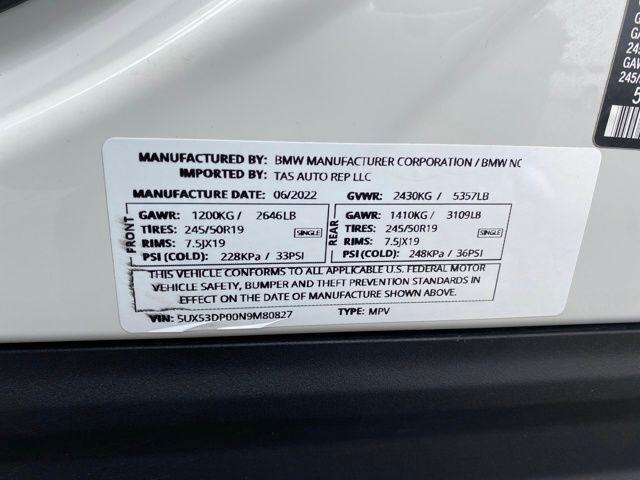 MANUFACTURED BY: BMW MANUFACTURER CORPORATION / BMW NC
IMPORTED BY: TAS AUTO REP LLC
MANUFACTURE DATE: 06/2022 GVWR: 2430KG / 5357LB
FRONT
GAWR: 1200KG / 2646LB
TIRES: 245/50R19
SINGLE
RIMS: 7.5JX19
PSI (COLD): 228KPa / 33PSI
REAR
GAWR: 1410KG / 3109LB
TIRES: 245/50R19
SINGLE
RIMS: 7.5JX19
PSI (COLD): 248KPa / 36PSI
THIS VEHICLE CONFORMS TO ALL APPLICABLE U.S. FEDERAL MOTOR
VEHICLE SAFETY, BUMPER AND THEFT PREVENTION STANDARDS IN
EFFECT ON THE DATE OF MANUFACTURE SHOWN ABOVE.
VIN: 5UX53DP00N9M80827 TYPE: MPV
GAW
245/
5